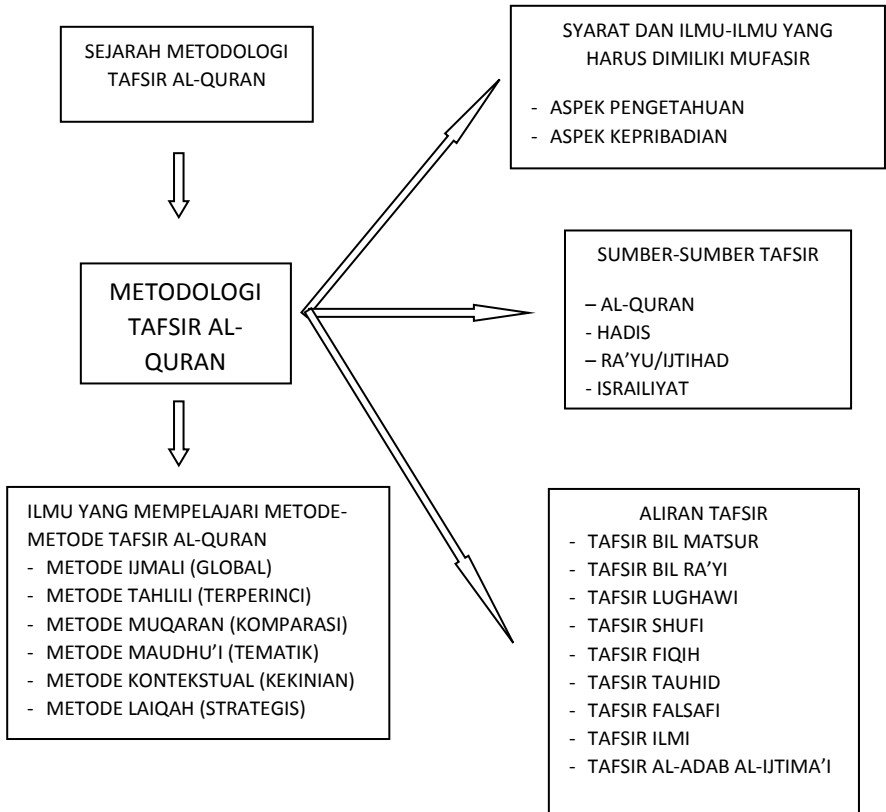 SEJARAH METODOLOGI
TAFSIR AL-QURAN
METODOLOGI
TAFSIR AL-
QURAN
ILMU YANG MEMPELAJARI METODE-
METODE TAFSIR AL-QURAN
- METODE IJMALI (GLOBAL)
- METODE TAHLILI (TERPERINCI)
- METODE MUQARAN (KOMPARASI)
- METODE MAUDHU’I (TEMATIK)
- METODE KONTEKSTUAL (KEKINIAN)
- METODE LAIQAH (STRATEGIS)
SYARAT DAN ILMU-ILMU YANG
HARUS DIMILIKI MUFASIR
- ASPEK PENGETAHUAN
- ASPEK KEPRIBADIAN
SUMBER-SUMBER TAFSIR
– AL-QURAN
- HADIS
– RA’YU/IJTIHAD
- ISRAILIYAT
ALIRAN TAFSIR
- TAFSIR BIL MATSUR
- TAFSIR BIL RA’YI
- TAFSIR LUGHAWI
- TAFSIR SHUFI
- TAFSIR FIQIH
- TAFSIR TAUHID
- TAFSIR FALSAFI
- TAFSIR ILMI
- TAFSIR AL-ADAB AL-IJTIMA’I